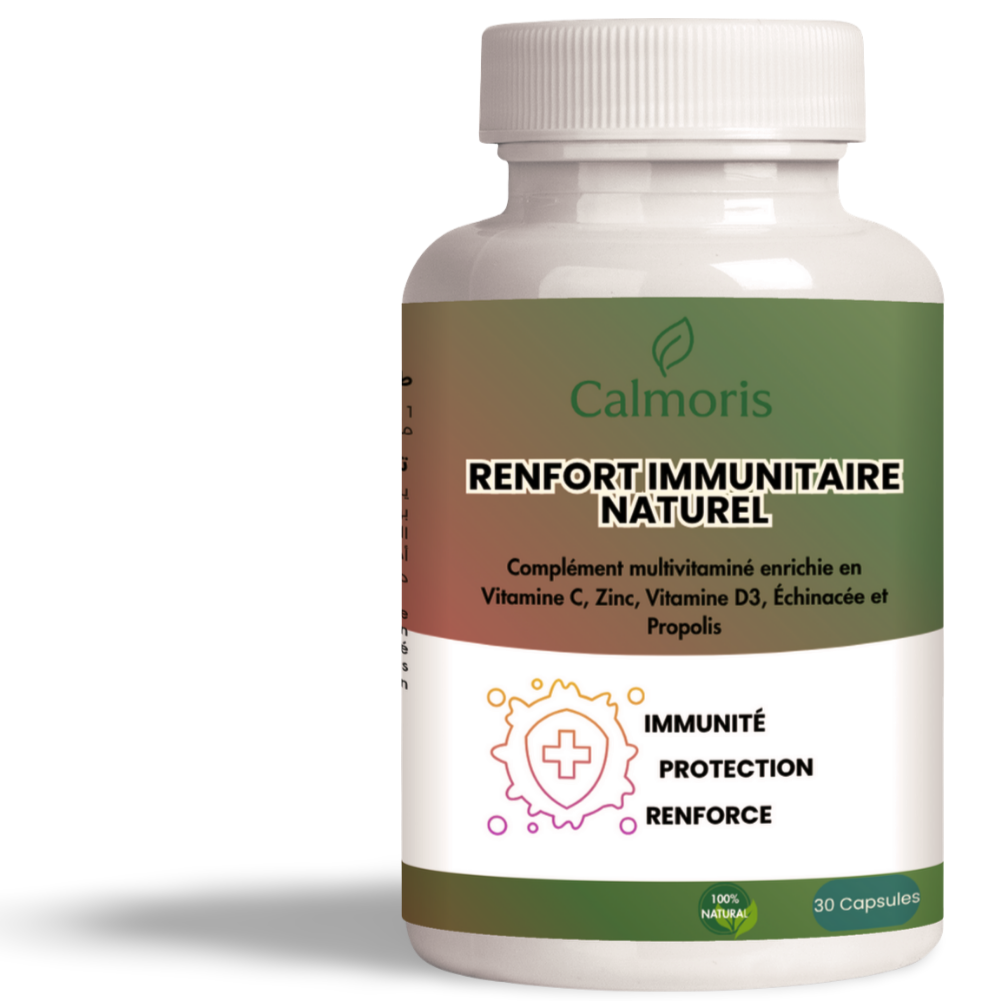 Calmoris
RENFORT IMMUNITAIRE
NATUREL
Complément multivitaminé enrichie en
Vitamine C, Zinc, Vitamine D3, Échinacée et
Propolis
IMMUNITÉ
PROTECTION
RENFORCE
100%
NATURAL
30 Capsules